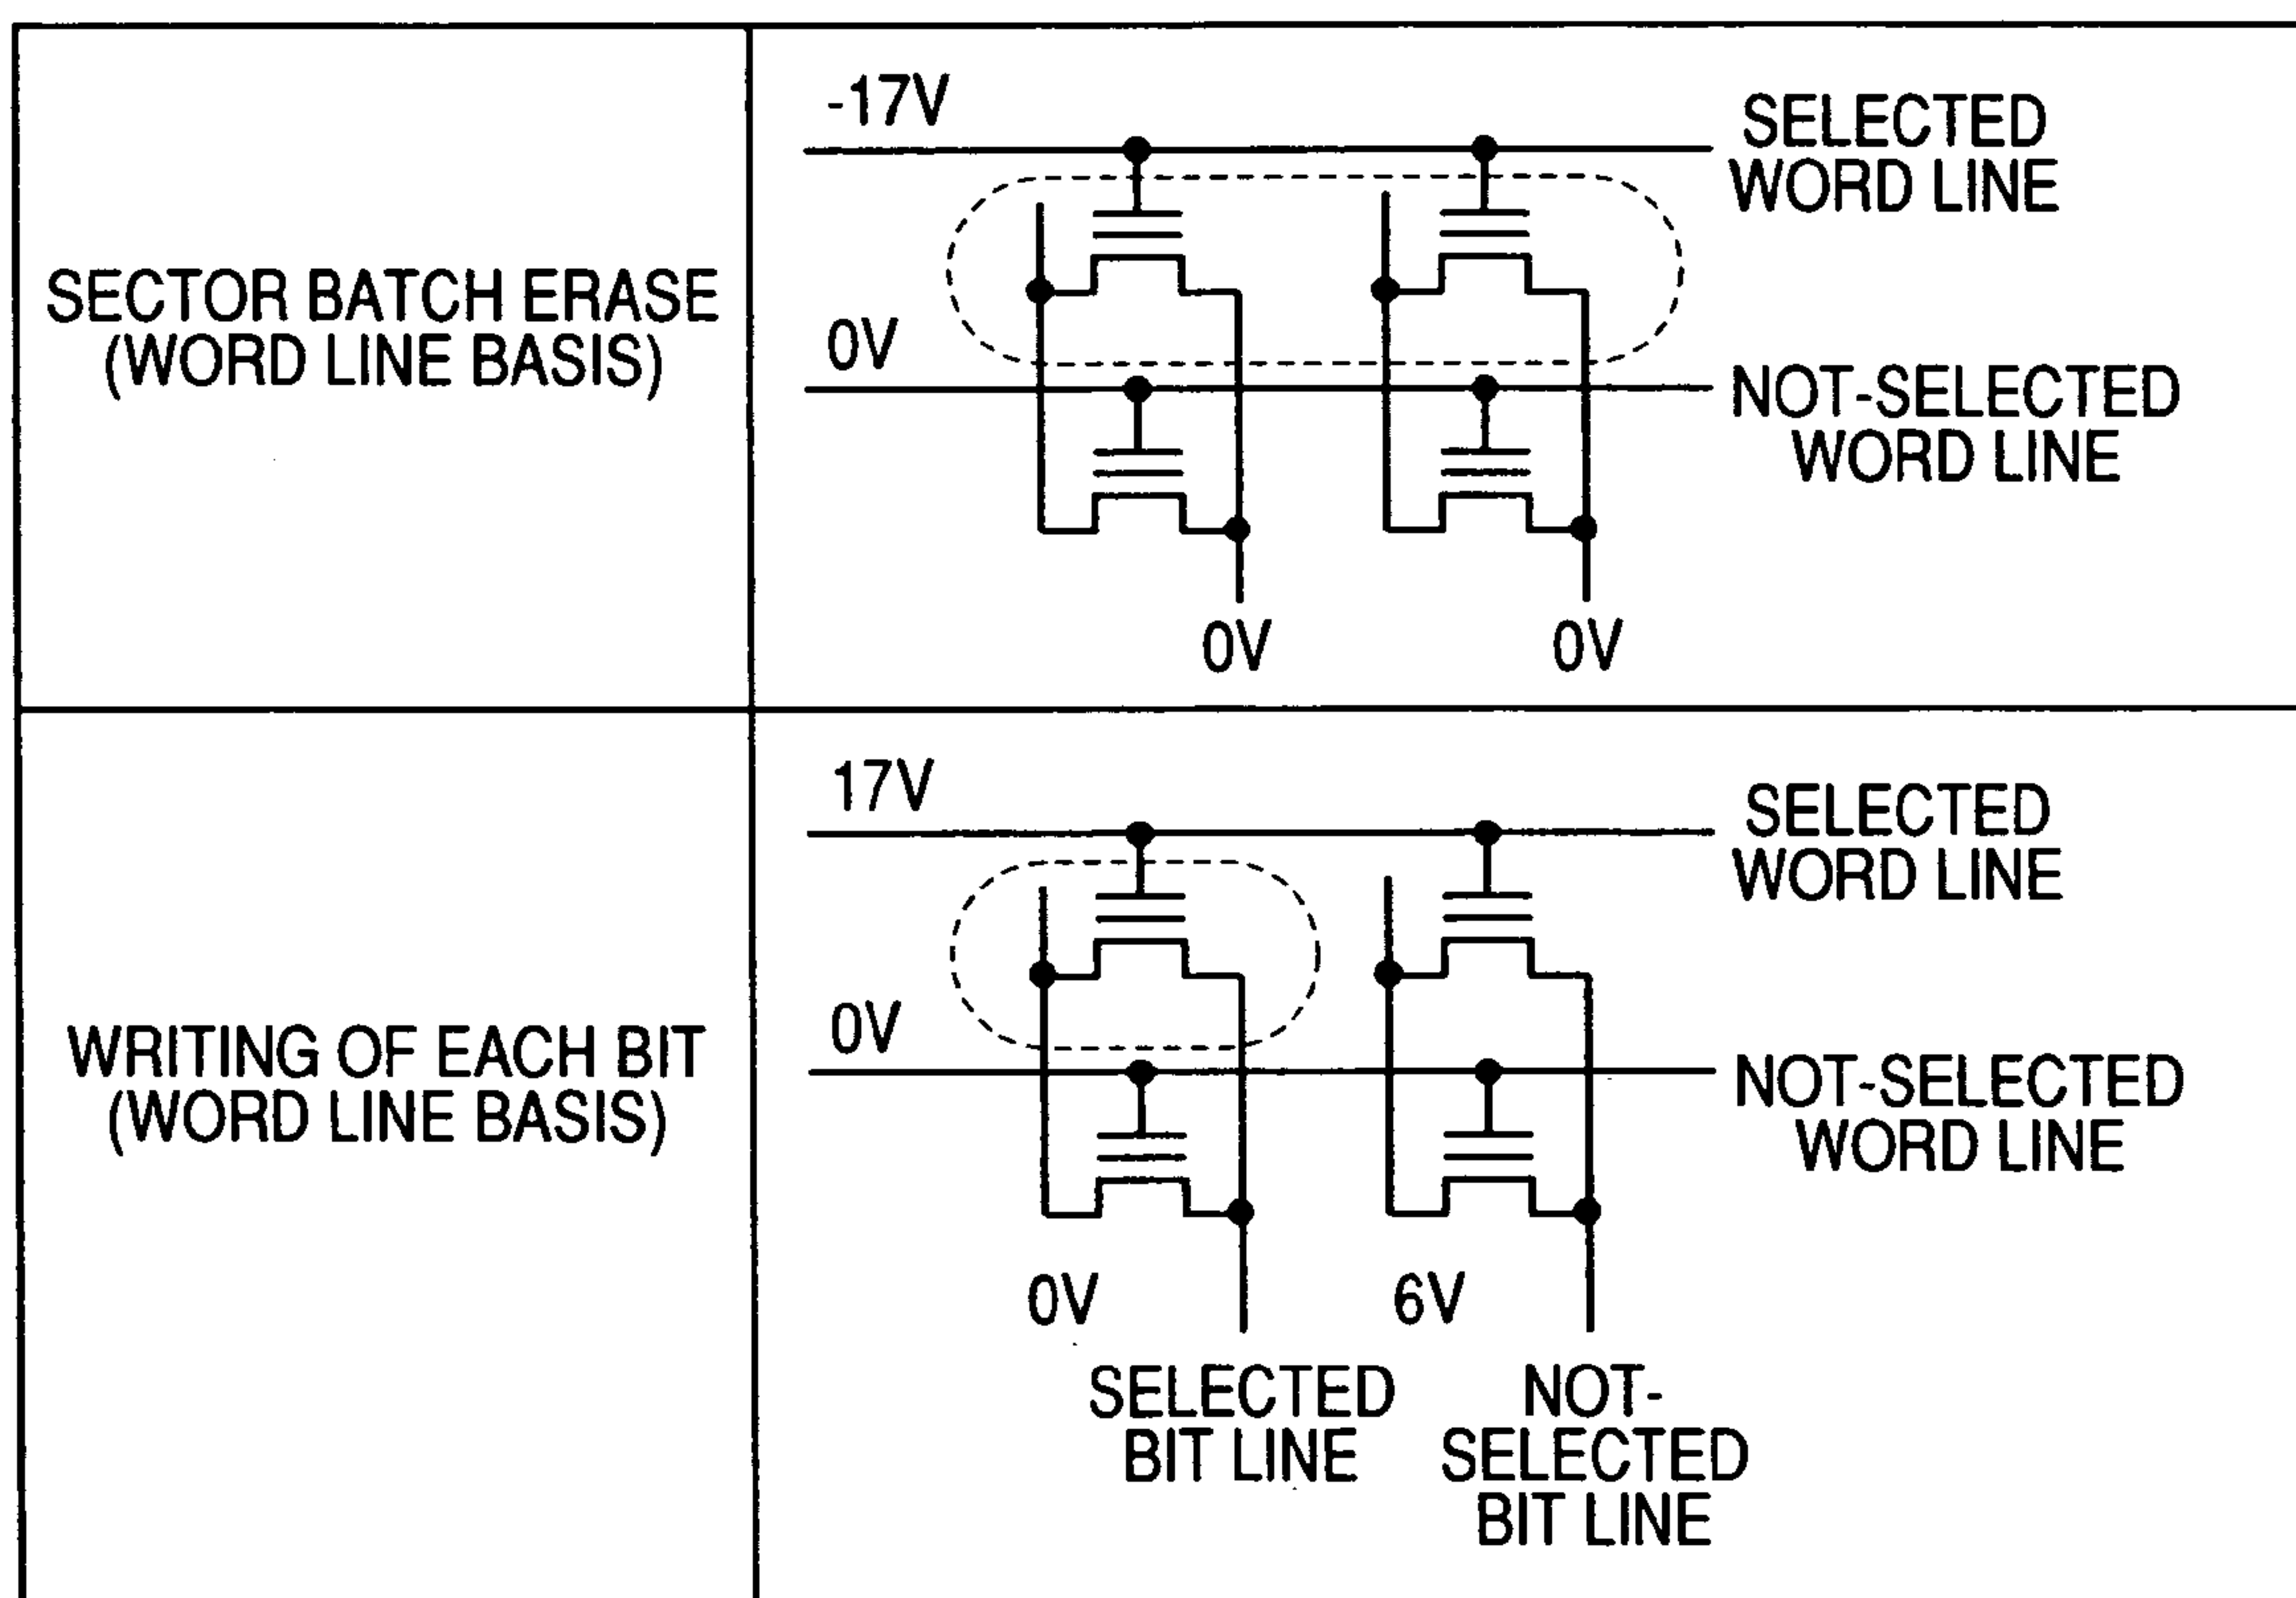 SECTOR BATCH ERASE
(WORD LINE BASIS)
-17V
SELECTED
WORD LINE
0V
NOT-SELECTED
WORD LINE
0V
0V
WRITING OF EACH BIT
(WORD LINE BASIS)
17V
SELECTED
WORD LINE
0V
NOT-SELECTED
WORD LINE
0V
6V
SELECTED
BIT LINE
NOT-
SELECTED
BIT LINE